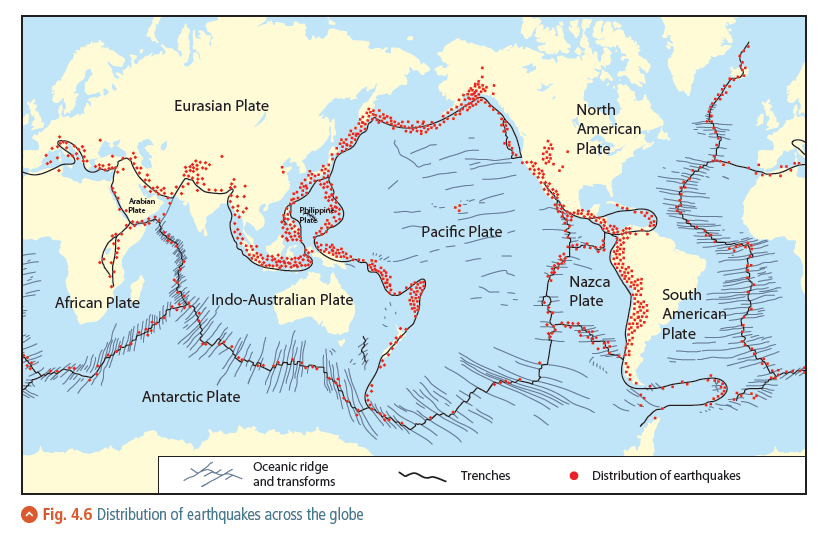 Eurasian Plate
North
American
Plate
Arabian
Plate
Philippine
Plate
Pacific Plate
African Plate
Indo-Australian Plate
Nazca
Plate
South
American
Plate
Antarctic Plate
Oceanic ridge
and transforms
Trenches
Distribution of earthquakes
Fig. 4.6 Distribution of earthquakes across the globe